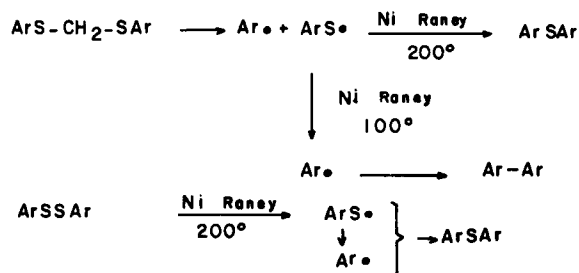 ArS-CH2-SAr → Ar• + ArS• Ni Raney 200° ArSAr
Ni Raney
100°
Ar• → Ar-Ar
ArSSAr Ni Raney 200° ArS•
↓ } → ArSAr
Ar•